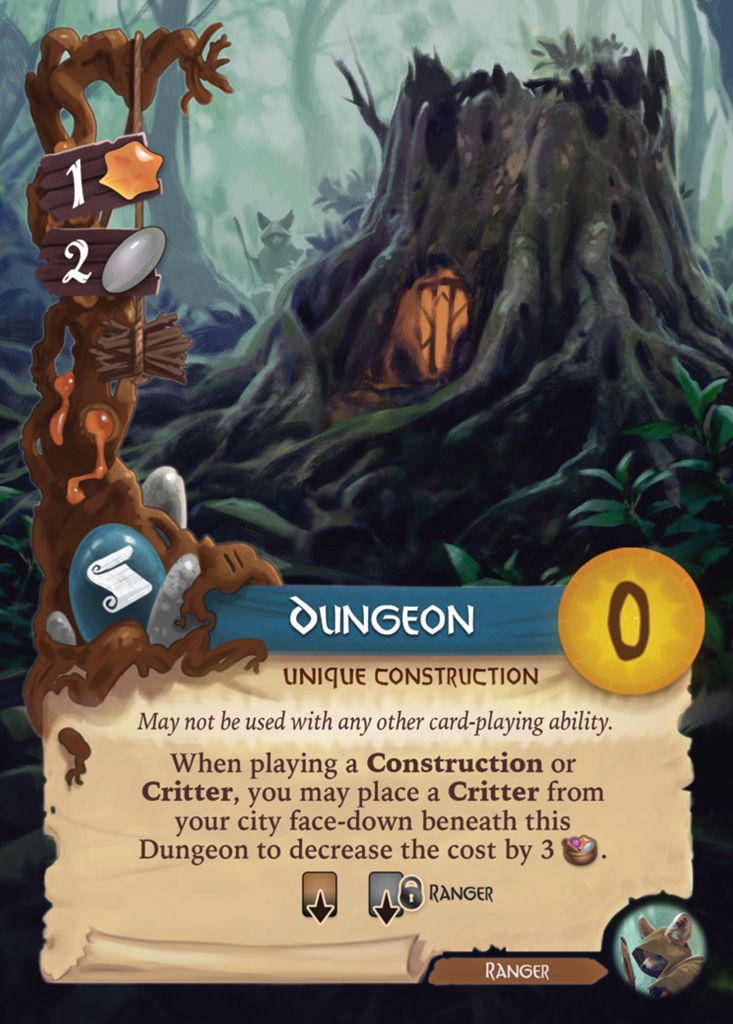 1
2
DUNGEON
0
UNIQUE CONSTRUCTION
May not be used with any other card-playing ability.
When playing a Construction or
Critter, you may place a Critter from
your city face-down beneath this
Dungeon to decrease the cost by 3 .
RANGER
RANGER